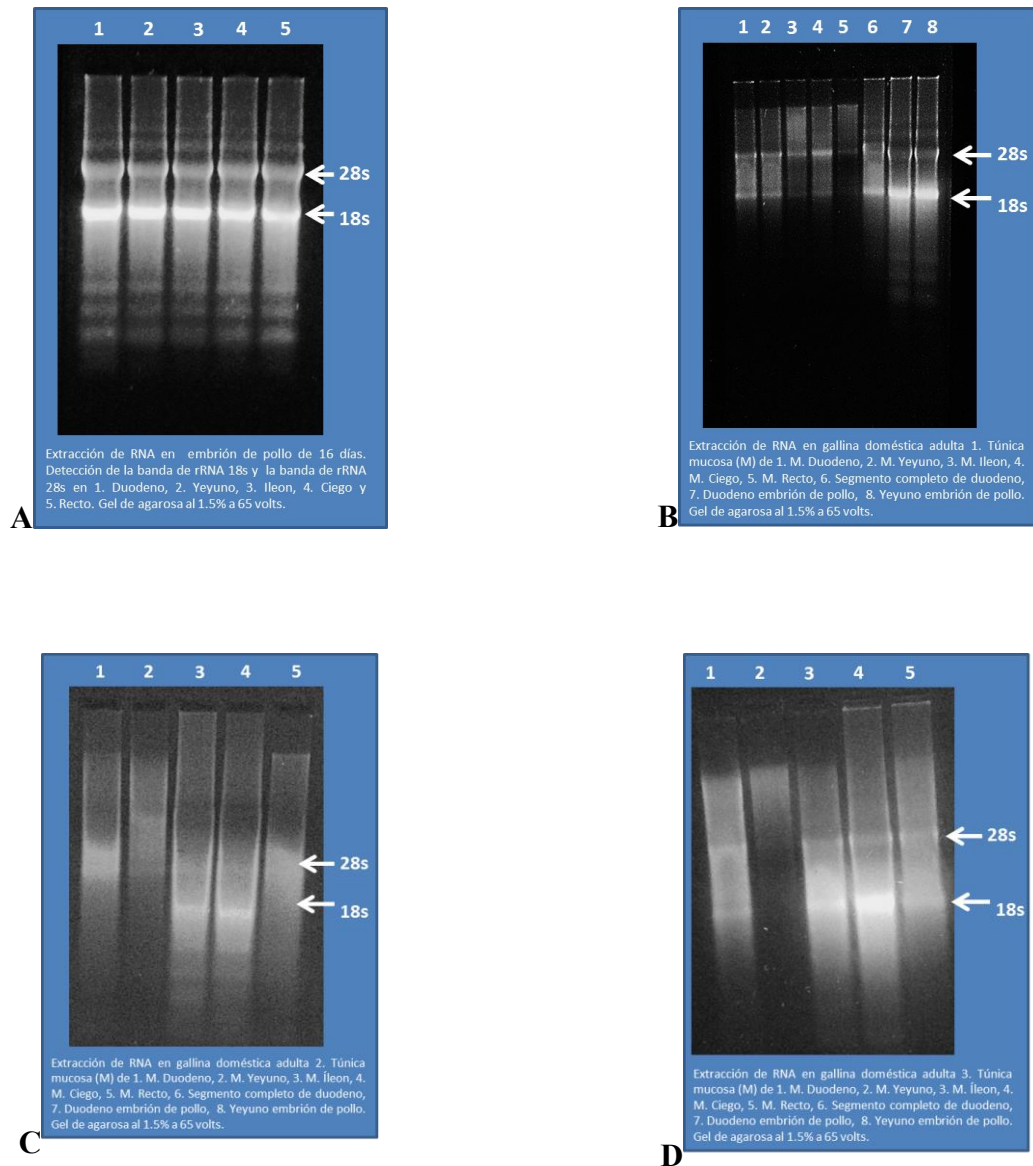 1 2 3 4 5
28s
18s
Extracción de RNA en embrión de pollo de 16 días.
Detección de la banda de rRNA 18s y la banda de rRNA
28s en 1. Duodeno, 2. Yeyuno, 3. Ileon, 4. Ciego y
5. Recto. Gel de agarosa al 1.5% a 65 volts.
A
1 2 3 4 5 6 7 8
28s
18s
Extracción de RNA en gallina doméstica adulta 1. Túnica
mucosa (M) de 1. M. Duodeno, 2. M. Yeyuno, 3. M. Ileon, 4.
M. Ciego, 5. M. Recto, 6. Segmento completo de duodeno,
7. Duodeno embrión de pollo, 8. Yeyuno embrión de pollo.
Gel de agarosa al 1.5% a 65 volts.
B
1 2 3 4 5
28s
18s
Extracción de RNA en gallina doméstica adulta 2. Túnica
mucosa (M) de 1. M. Duodeno, 2. M. Yeyuno, 3. M. Íleon, 4.
M. Ciego, 5. M. Recto, 6. Segmento completo de duodeno,
7. Duodeno embrión de pollo, 8. Yeyuno embrión de pollo.
Gel de agarosa al 1.5% a 65 volts.
C
1 2 3 4 5
28s
18s
Extracción de RNA en gallina doméstica adulta 3. Túnica
mucosa (M) de 1. M. Duodeno, 2. M. Yeyuno, 3. M. Íleon, 4.
M. Ciego, 5. M. Recto, 6. Segmento completo de duodeno,
7. Duodeno embrión de pollo, 8. Yeyuno embrión de pollo.
Gel de agarosa al 1.5% a 65 volts.
D